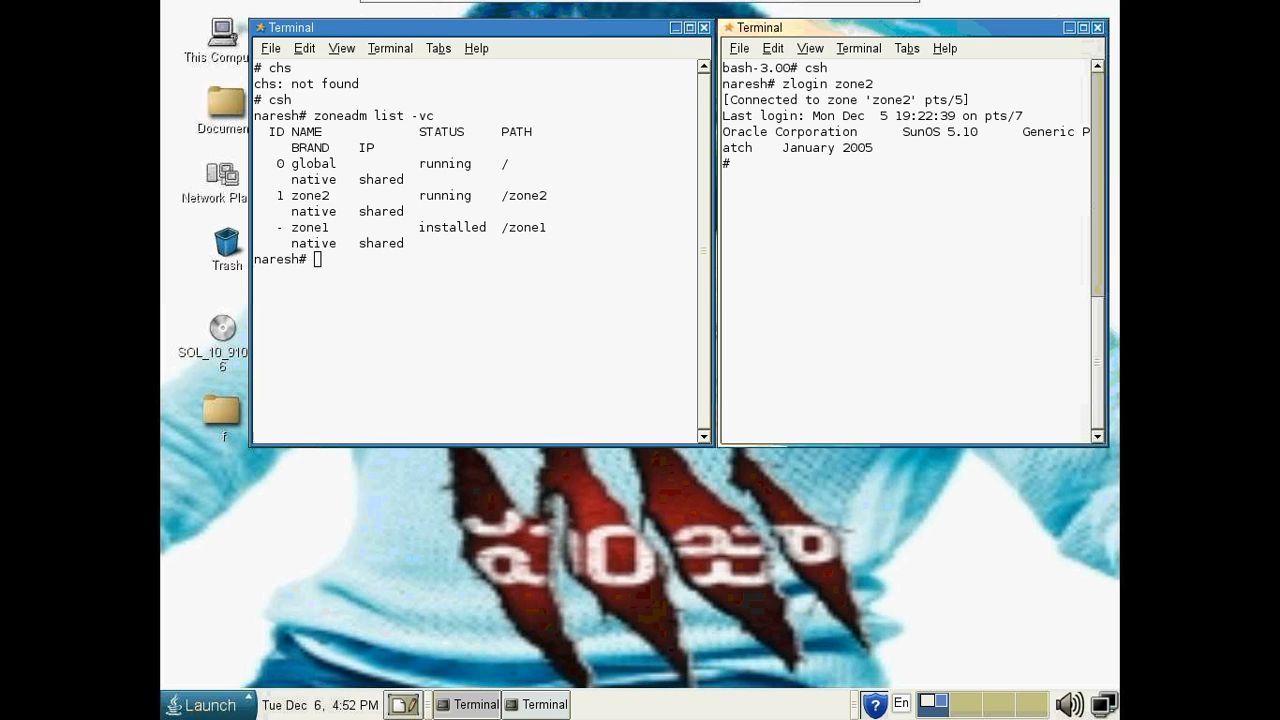 This Compu
Documen
Network Pla
Trash
SOL_10_910
6
f
Terminal
File Edit View Terminal Tabs Help
# chs
chs: not found
# csh
naresh# zoneadm list -vc
ID NAME STATUS PATH
BRAND IP
0 global running /
native shared
1 zone2 running /zone2
native shared
- zone1 installed /zone1
native shared
naresh#
Terminal
File Edit View Terminal Tabs Help
bash-3.00# csh
naresh# zlogin zone2
[Connected to zone 'zone2' pts/5]
Last login: Mon Dec 5 19:22:39 on pts/7
Oracle Corporation SunOS 5.10 Generic P
atch January 2005
#
పంజా
Launch Tue Dec 6, 4:52 PM Terminal Terminal ? En